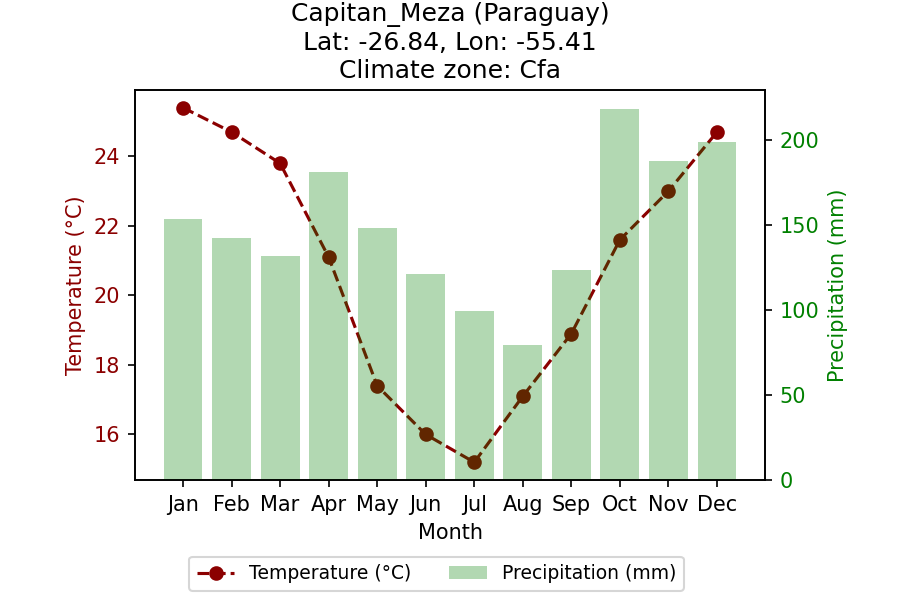 Capitan_Meza (Paraguay)
Lat: -26.84, Lon: -55.41
Climate zone: Cfa
Temperature (°C)
24
22
20
18
16
Precipitation (mm)
200
150
100
50
0
Jan Feb Mar Apr May Jun Jul Aug Sep Oct Nov Dec
Month
Temperature (°C) Precipitation (mm)